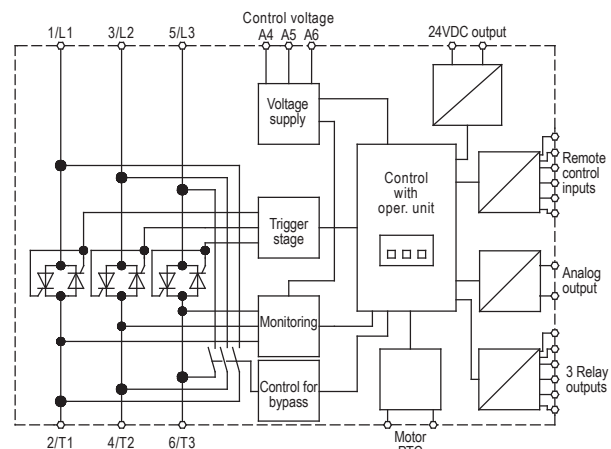 Control voltage
1/L1 3/L2 5/L3 A4 A5 A6 24VDC output
Voltage
supply
Control
with
oper. unit
Remote
control
inputs
Trigger
stage
Analog
output
Monitoring
Control for
bypass
3 Relay
outputs
2/T1 4/T2 6/T3 Motor
PTC